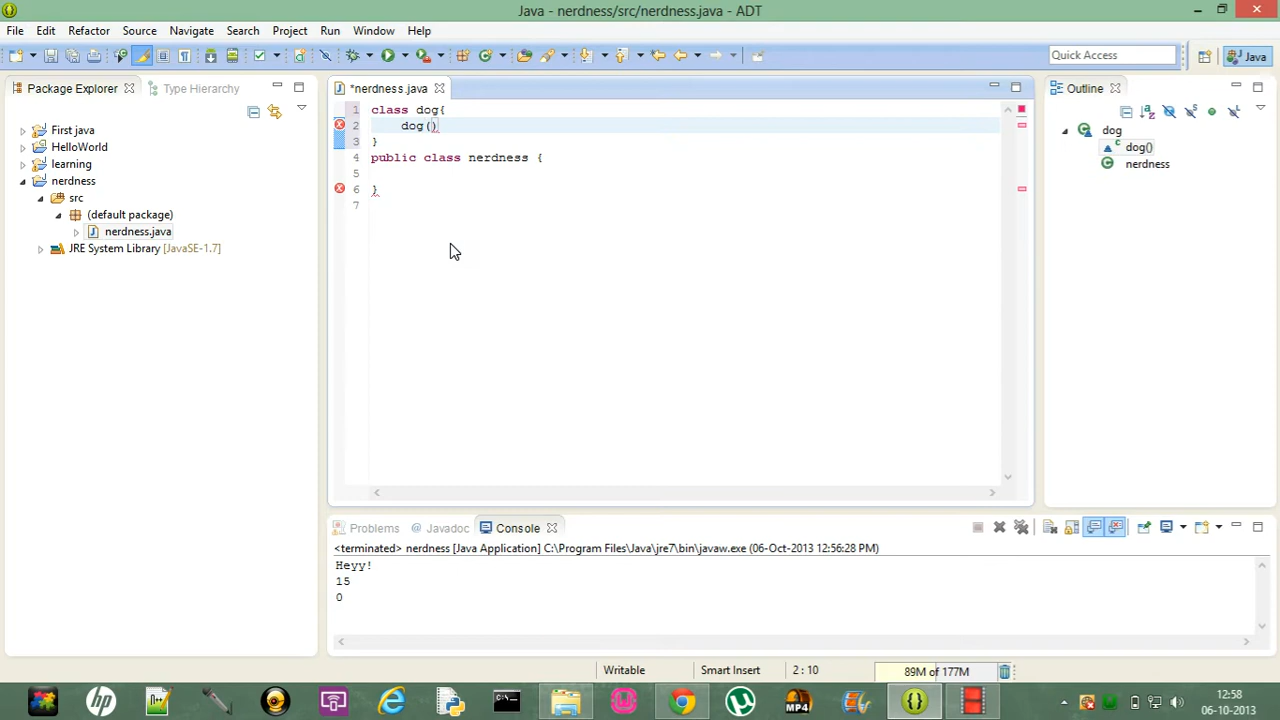 Java - nerdness/src/nerdness.java - ADT
File Edit Refactor Source Navigate Search Project Run Window Help
Quick Access
Java
Package Explorer
Type Hierarchy
First java
HelloWorld
learning
nerdness
src
(default package)
nerdness.java
JRE System Library [JavaSE-1.7]
*nerdness.java
1 class dog{
2 dog()
3 }
4 public class nerdness {
5
6 }
7
Outline
dog
dog()
nerdness
Problems @ Javadoc Console
<terminated> nerdness [Java Application] C:\Program Files\Java\jre7\bin\javaw.exe (06-Oct-2013 12:56:28 PM)
Heyy!
15
0
Writable Smart Insert 2 : 10 89M of 177M
hp
MP4
12:58
06-10-2013